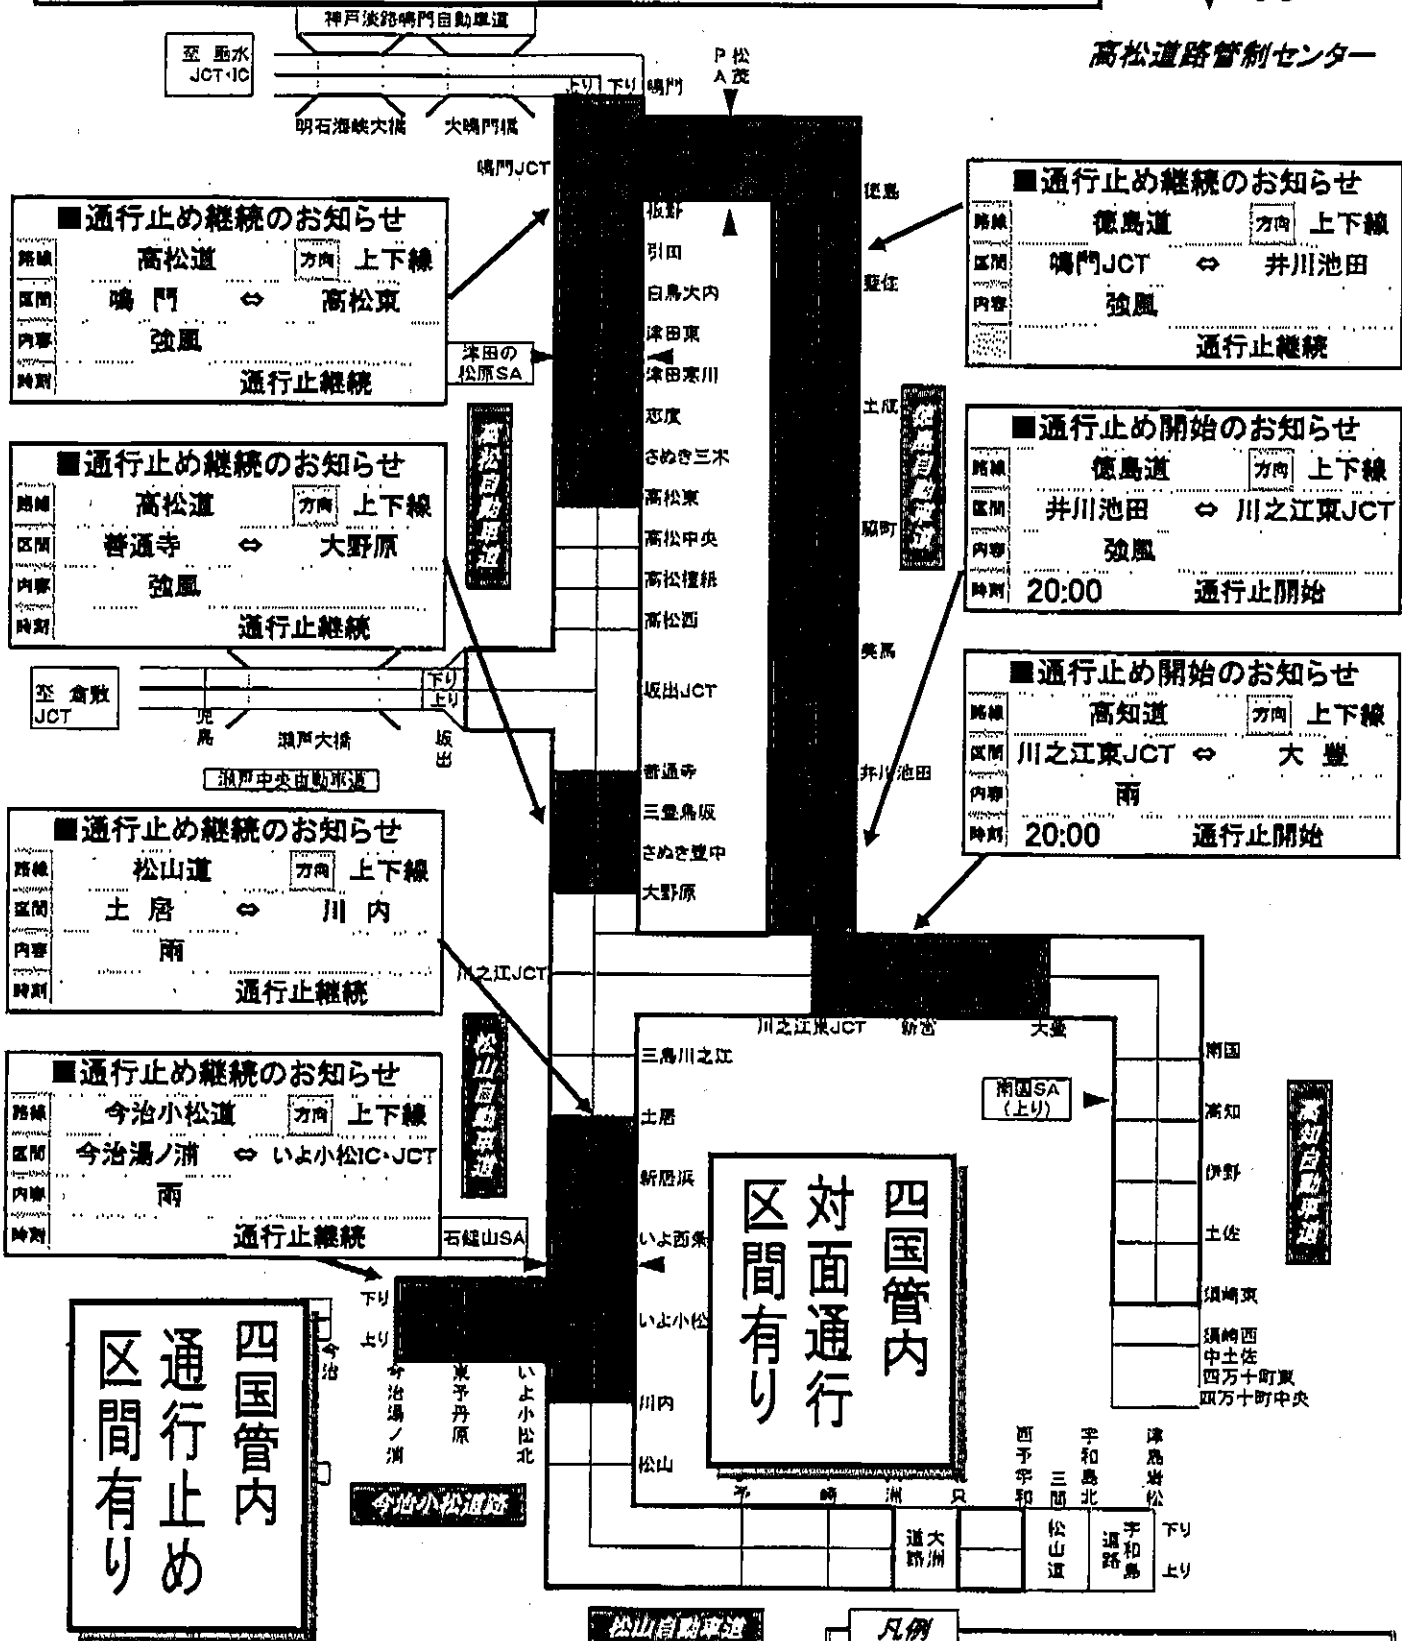 神戸淡路鳴門自動車道
高松道路管制センター
至 垂水
JCT・IC
明石海峡大橋
大鳴門橋
上り
下り
鳴門
松茂
PA
鳴門JCT
■通行止め継続のお知らせ
路線 高松道 方向 上下線
区間 鳴 門 ⇔ 高松東
内容 強風
時刻 通行止継続
■通行止め継続のお知らせ
路線 高松道 方向 上下線
区間 善通寺 ⇔ 大野原
内容 強風
時刻 通行止継続
■通行止め継続のお知らせ
路線 松山道 方向 上下線
区間 土 居 ⇔ 川 内
内容 雨
時刻 通行止継続
■通行止め継続のお知らせ
路線 今治小松道 方向 上下線
区間 今治湯ノ浦 ⇔ いよ小松IC・JCT
内容 雨
時刻 通行止継続
■通行止め継続のお知らせ
路線 徳島道 方向 上下線
区間 鳴門JCT ⇔ 井川池田
内容 強風
通行止継続
■通行止め開始のお知らせ
路線 徳島道 方向 上下線
区間 井川池田 ⇔ 川之江東JCT
内容 強風
時刻 20:00 通行止開始
■通行止め開始のお知らせ
路線 高知道 方向 上下線
区間 川之江東JCT ⇔ 大 豊
内容 雨
時刻 20:00 通行止開始
板野
引田
白鳥大内
津田東
津田の
松原SA
津田寒川
志度
さぬき三木
高松東
高松中央
高松檀紙
高松西
坂出JCT
善通寺
三豊鳥坂
さぬき豊中
大野原
徳島
藍住
土成
脇町
美馬
井川池田
高松自動車道
徳島自動車道
至 倉敷
JCT
児島
瀬戸大橋
下り
上り
坂出
瀬戸中央自動車道
川之江JCT
川之江東JCT
新宮
大豊
三島川之江
土居
新居浜
いよ西条
石鎚山SA
いよ小松
川内
松山
松山自動車道
南国SA
(上り)
南国
高知
伊野
土佐
須崎東
須崎西
中土佐
四万十町東
四万十町中央
高知自動車道
下り
上り
今治
今治湯ノ浦
東予丹原
いよ小松北
今治小松道路
四国管内
通行止め
区間有り
四国管内
対面通行
区間有り
西予宇和
三間
宇和島北
津島岩松
大洲
道路
松山道
宇和島
道路
下り
上り
松山自動車道
凡例